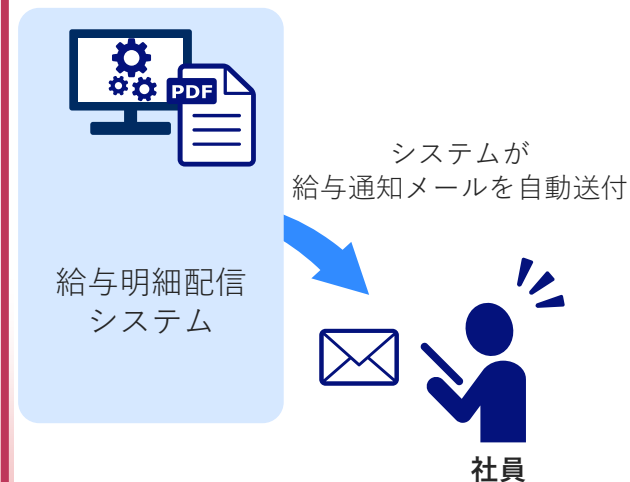 PDF
システムが
給与通知メールを自動送付
給与明細配信
システム
社員